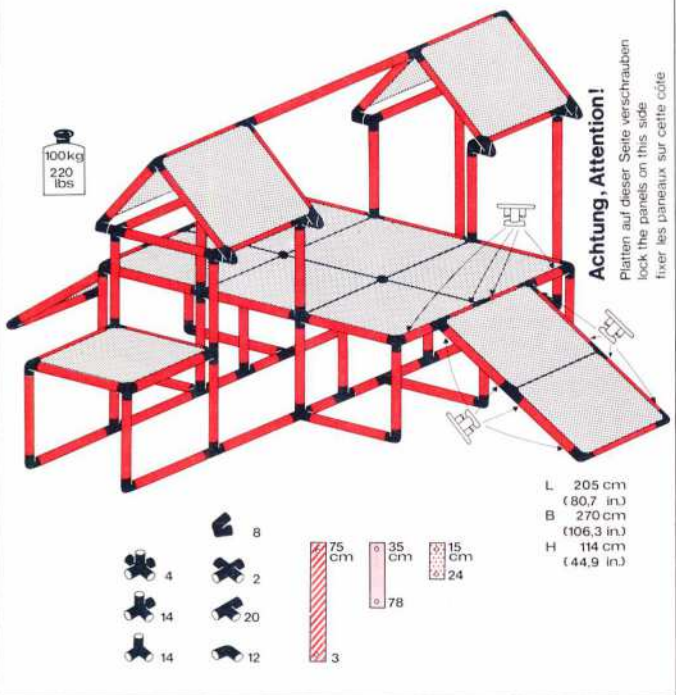 100kg
220
lbs
Achtung, Attention!
Platten auf dieser Seite verschrauben
lock the panels on this side
fixer les paneaux sur cette côte
L 205 cm
(80,7 in.)
B 270 cm
(106,3 in.)
H 114 cm
(44,9 in.)
8
4
2
14
20
14
12
75
cm
3
35
cm
78
15
cm
24